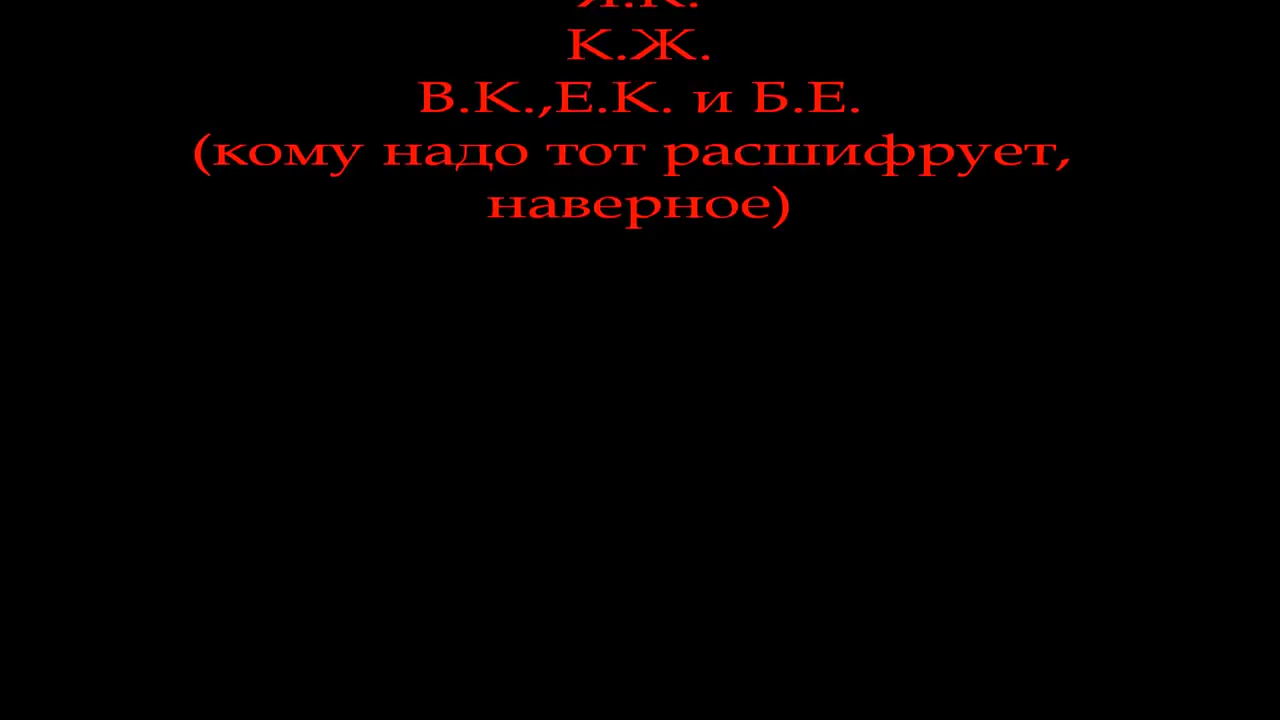 К.Ж.
В.К.,Е.К. и Б.Е.
(кому надо тот расшифрует,
наверное)